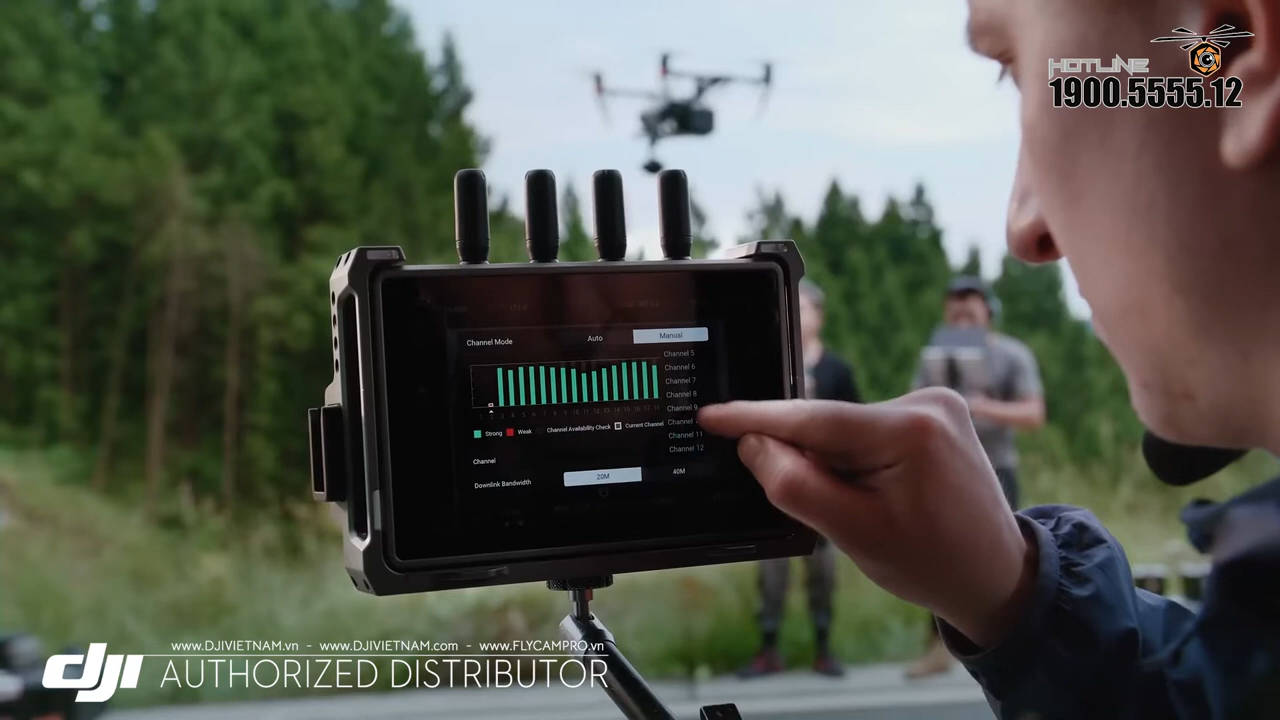 HOTLINE
1900.5555.12
Channel Mode
Auto
Manual
Channel 5
Channel 6
Channel 7
Channel 8
Channel 9
Channel 11
Channel 12
Strong
Weak
Channel Availability Check
Current Channel
Channel
Downlink Bandwidth
20M
40M
www.DJIVIETNAM.vn - www.DJIVIETNAM.com - www.FLYCAMPRO.vn
dji AUTHORIZED DISTRIBUTOR